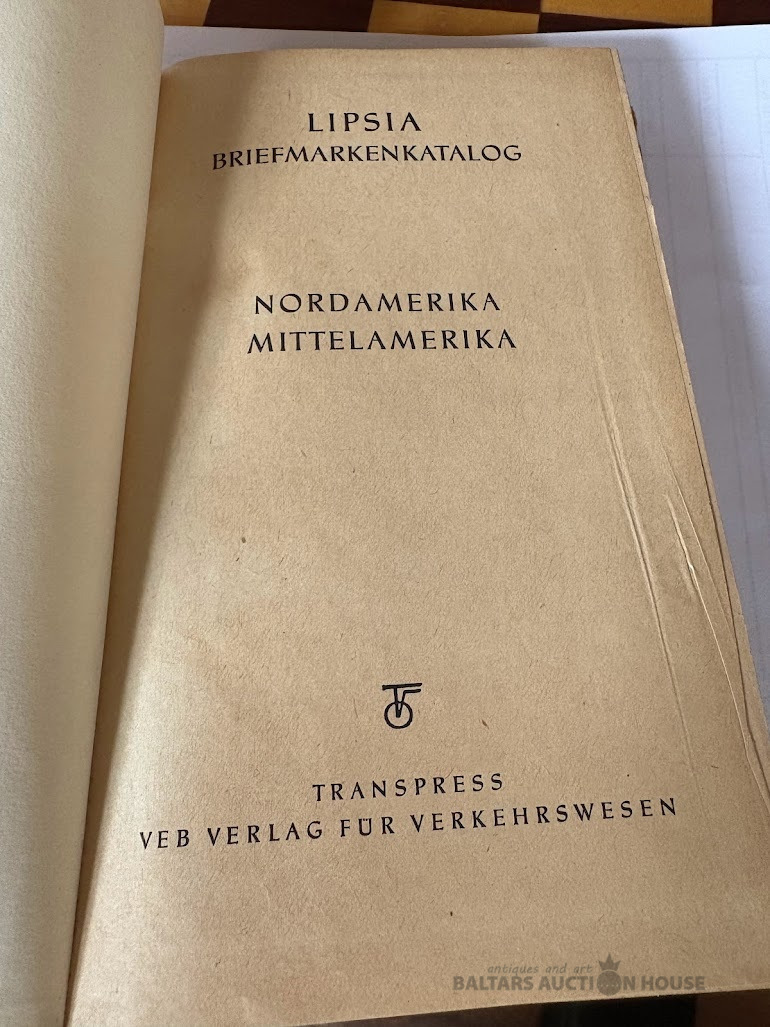 LIPSIA
BRIEFMARKENKATALOG
NORDAMERIKA
MITTELAMERIKA
TRANSPRESS
VEB VERLAG FÜR VERKEHRSWESEN
antiques and art
BALTARS AUCTION HOUSE